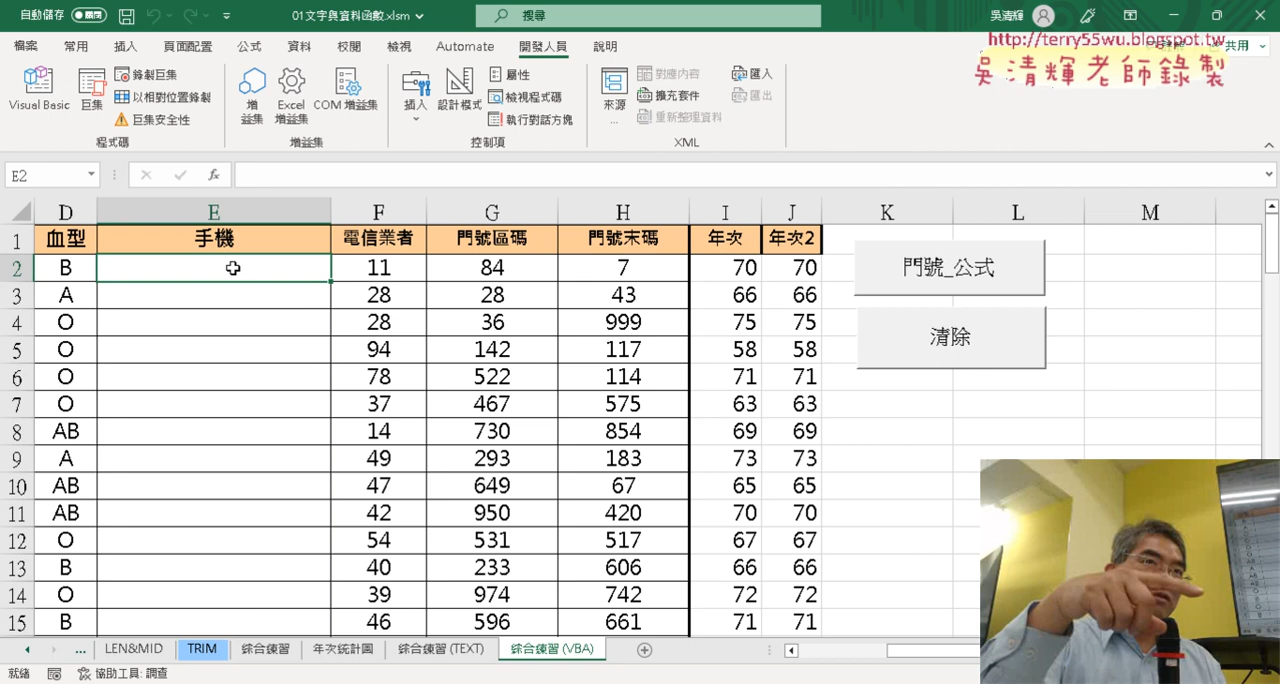 自動儲存 關閉 01文字與資料函數.xlsm 搜尋 吳清輝
檔案 常用 插入 頁面配置 公式 資料 校閱 檢視 Automate 開發人員 說明 共用
http://terry55wu.blogspot.tw
吳清輝老師錄製
Visual Basic 巨集 錄製巨集 以相對位置錄製 巨集安全性 程式碼
增益集 Excel 增益集 COM 增益集 增益集
插入 設計模式 屬性 檢視程式碼 執行對話方塊 控制項
來源... 對應內容 擴充套件 重新整理資料 匯入 匯出 XML
E2 fx
D E F G H I J K L M
1 血型 手機 電信業者 門號區碼 門號末碼 年次 年次2
2 B 11 84 7 70 70
3 A 28 28 43 66 66
4 O 28 36 999 75 75
5 O 94 142 117 58 58
6 O 78 522 114 71 71
7 O 37 467 575 63 63
8 AB 14 730 854 69 69
9 A 49 293 183 73 73
10 AB 47 649 67 65 65
11 AB 42 950 420 70 70
12 O 54 531 517 67 67
13 B 40 233 606 66 66
14 O 39 974 742 72 72
15 B 46 596 661 71 71
門號_公式
清除
... LEN&MID TRIM 綜合練習 年次統計圖 綜合練習 (TEXT) 綜合練習 (VBA)
就緒 協助工具: 調查